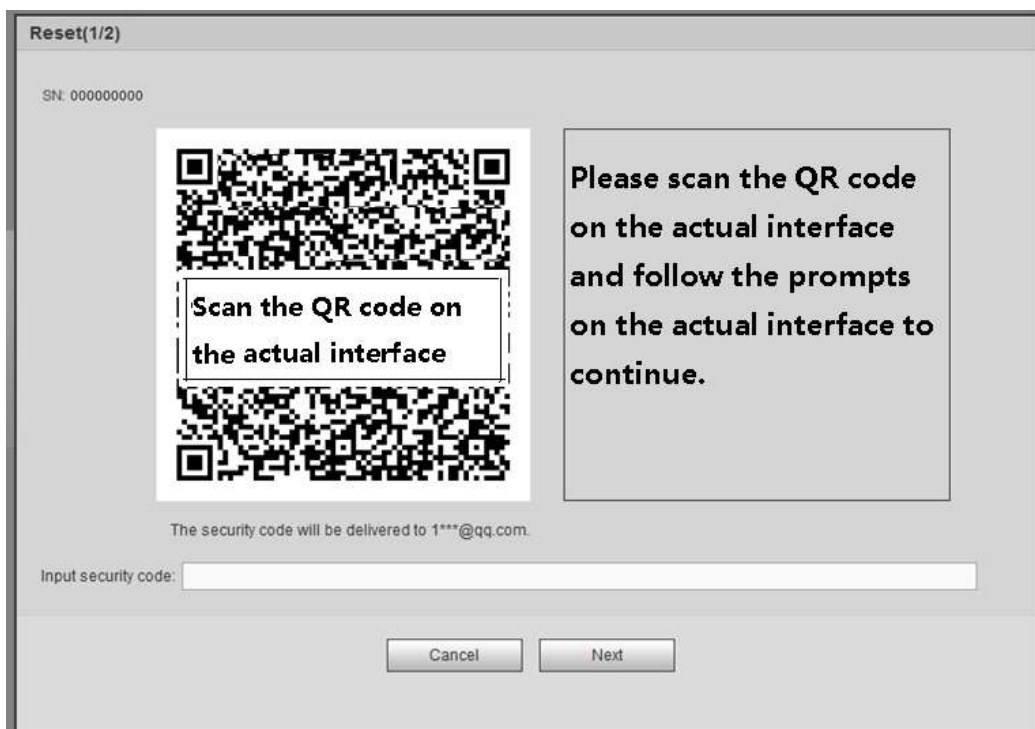 Reset(1/2)
SN: 000000000
Scan the QR code on
the actual interface
Please scan the QR code
on the actual interface
and follow the prompts
on the actual interface to
continue.
The security code will be delivered to 1***@qq.com.
Input security code:
Cancel
Next